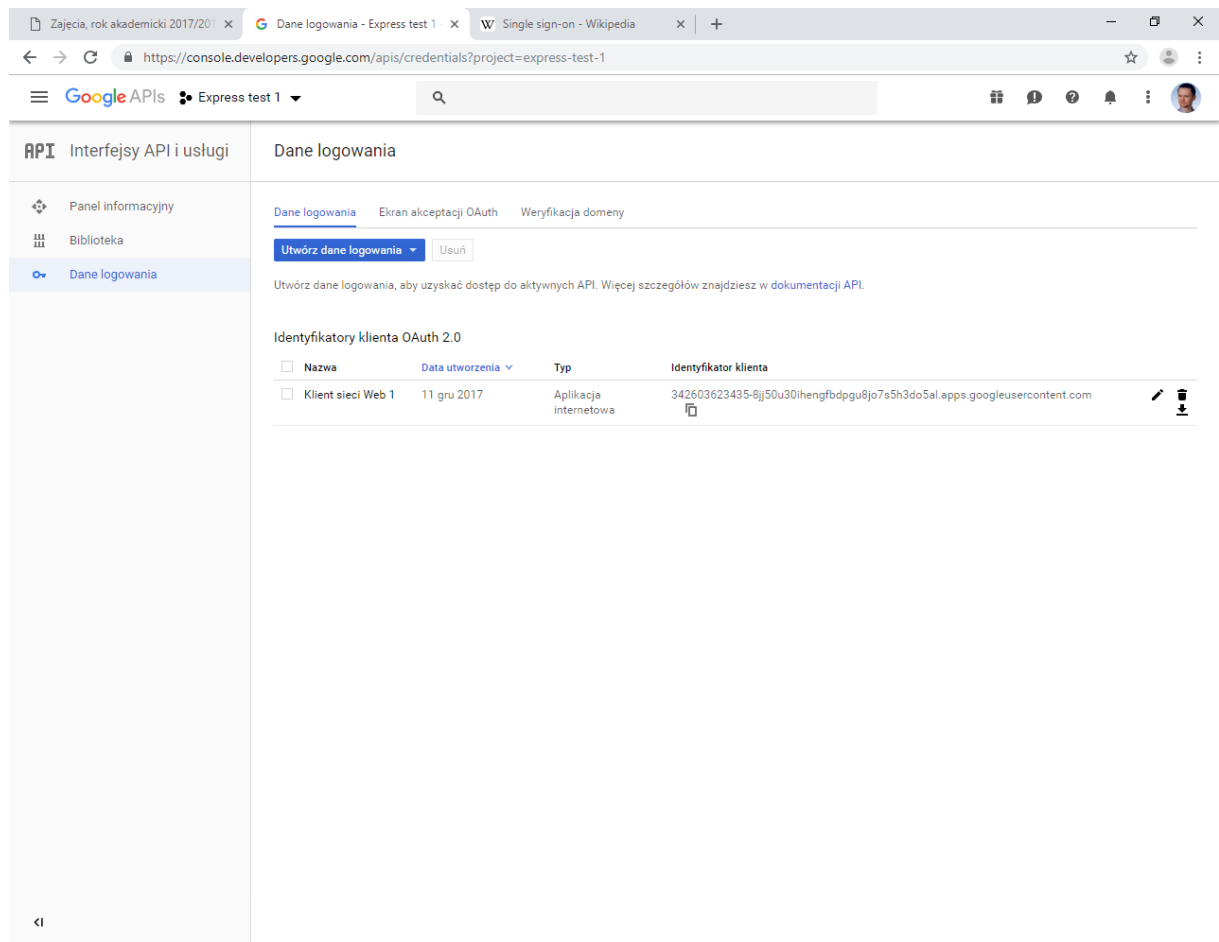 Zajęcia, rok akademicki 2017/201
Dane logowania - Express test 1 -
W Single sign-on - Wikipedia
https://console.developers.google.com/apis/credentials?project=express-test-1
Google APIs Express test 1
API Interfejsy API i usługi
Dane logowania
Panel informacyjny
Biblioteka
Dane logowania
Dane logowania Ekran akceptacji OAuth Weryfikacja domeny
Utwórz dane logowania Usuń
Utwórz dane logowania, aby uzyskać dostęp do aktywnych API. Więcej szczegółów znajdziesz w dokumentacji API.
Identyfikatory klienta OAuth 2.0
Nazwa Data utworzenia Typ Identyfikator klienta
Klient sieci Web 1 11 gru 2017 Aplikacja internetowa 342603623435-8jj50u30ihengfbdpgu8jo7s5h3do5al.apps.googleusercontent.com